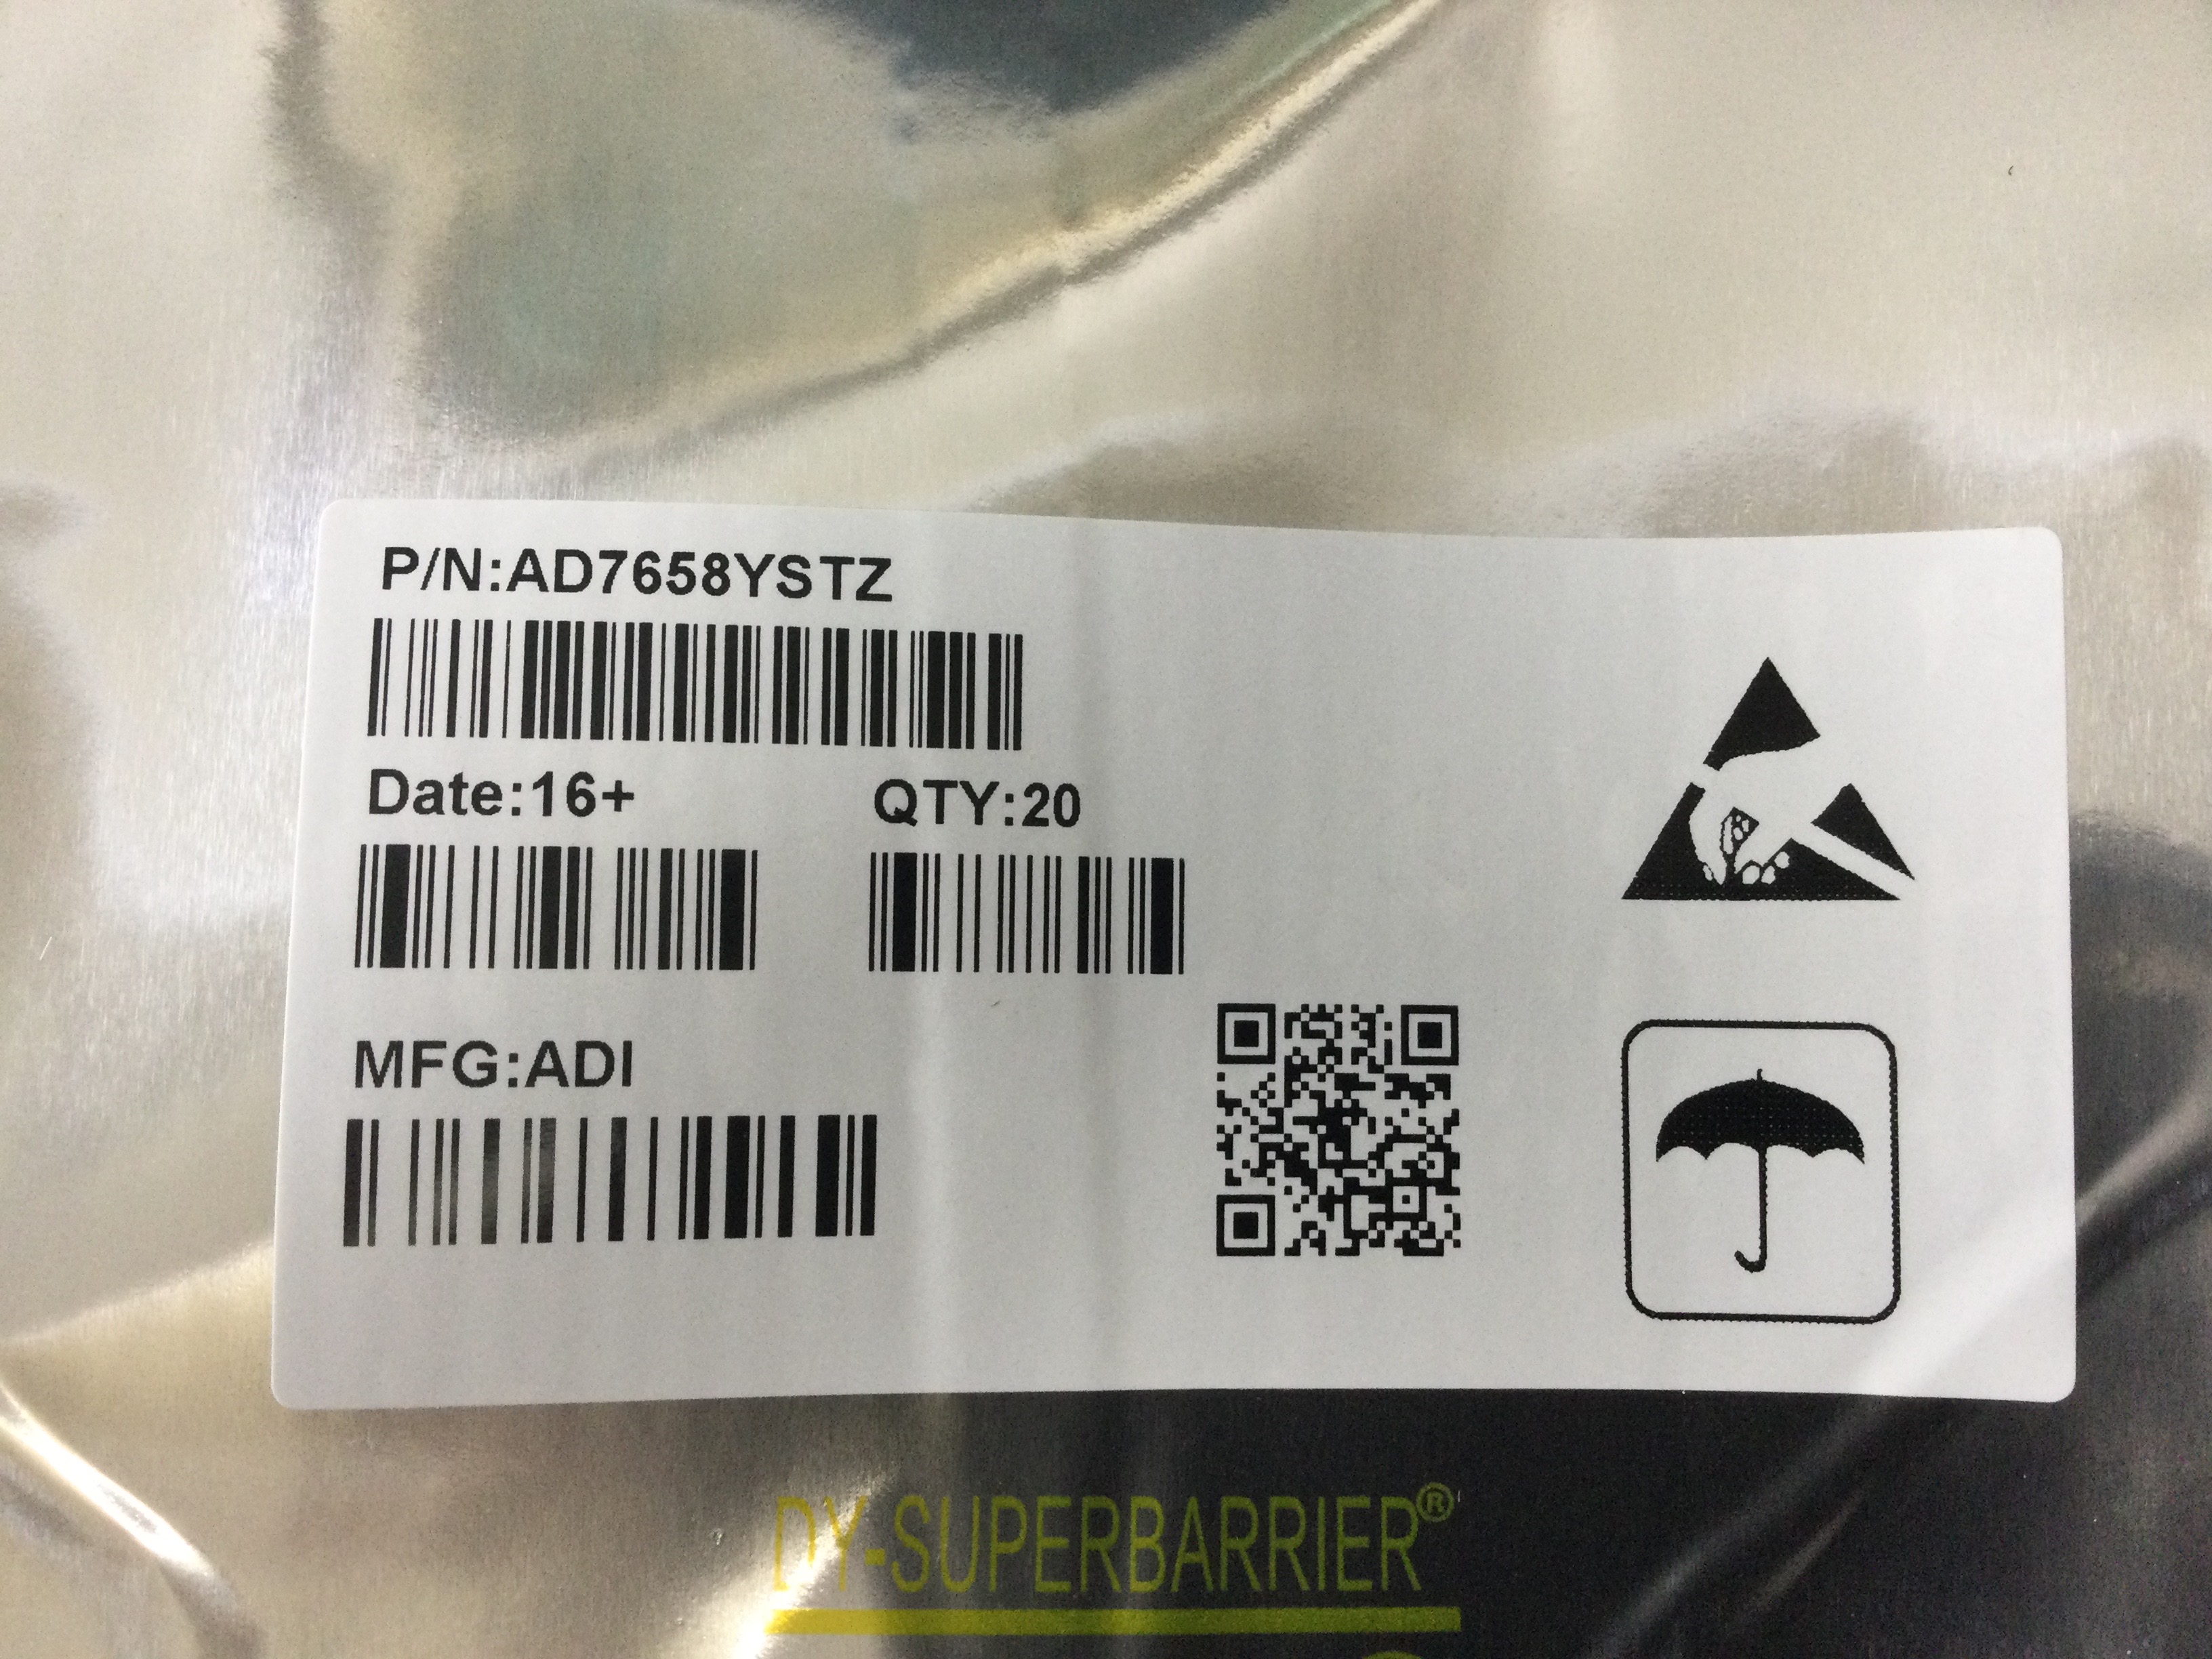 P/N:AD7658YSTZ
Date:16+
QTY:20
MFG:ADI
DY-SUPERBARRIER®